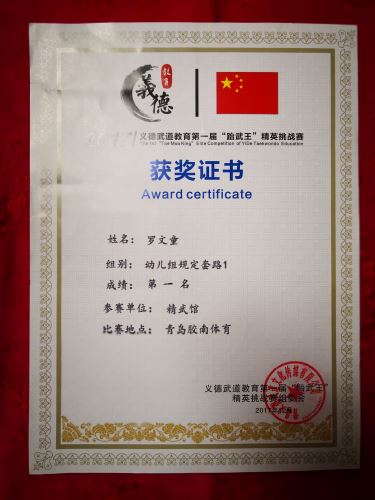 教育
義德
义德武道教育第一届“跆武王”精英挑战赛
The 1st "Tae Moo King" Elite Competition of YiDe Taekwondo Education
获奖证书
Award certificate
姓名：罗文童
组别：幼儿组规定套路1
成绩：第一名
参赛单位：精武馆
比赛地点：青岛胶南体育
义德武道教育第一届“跆武王”
精英挑战赛组委会